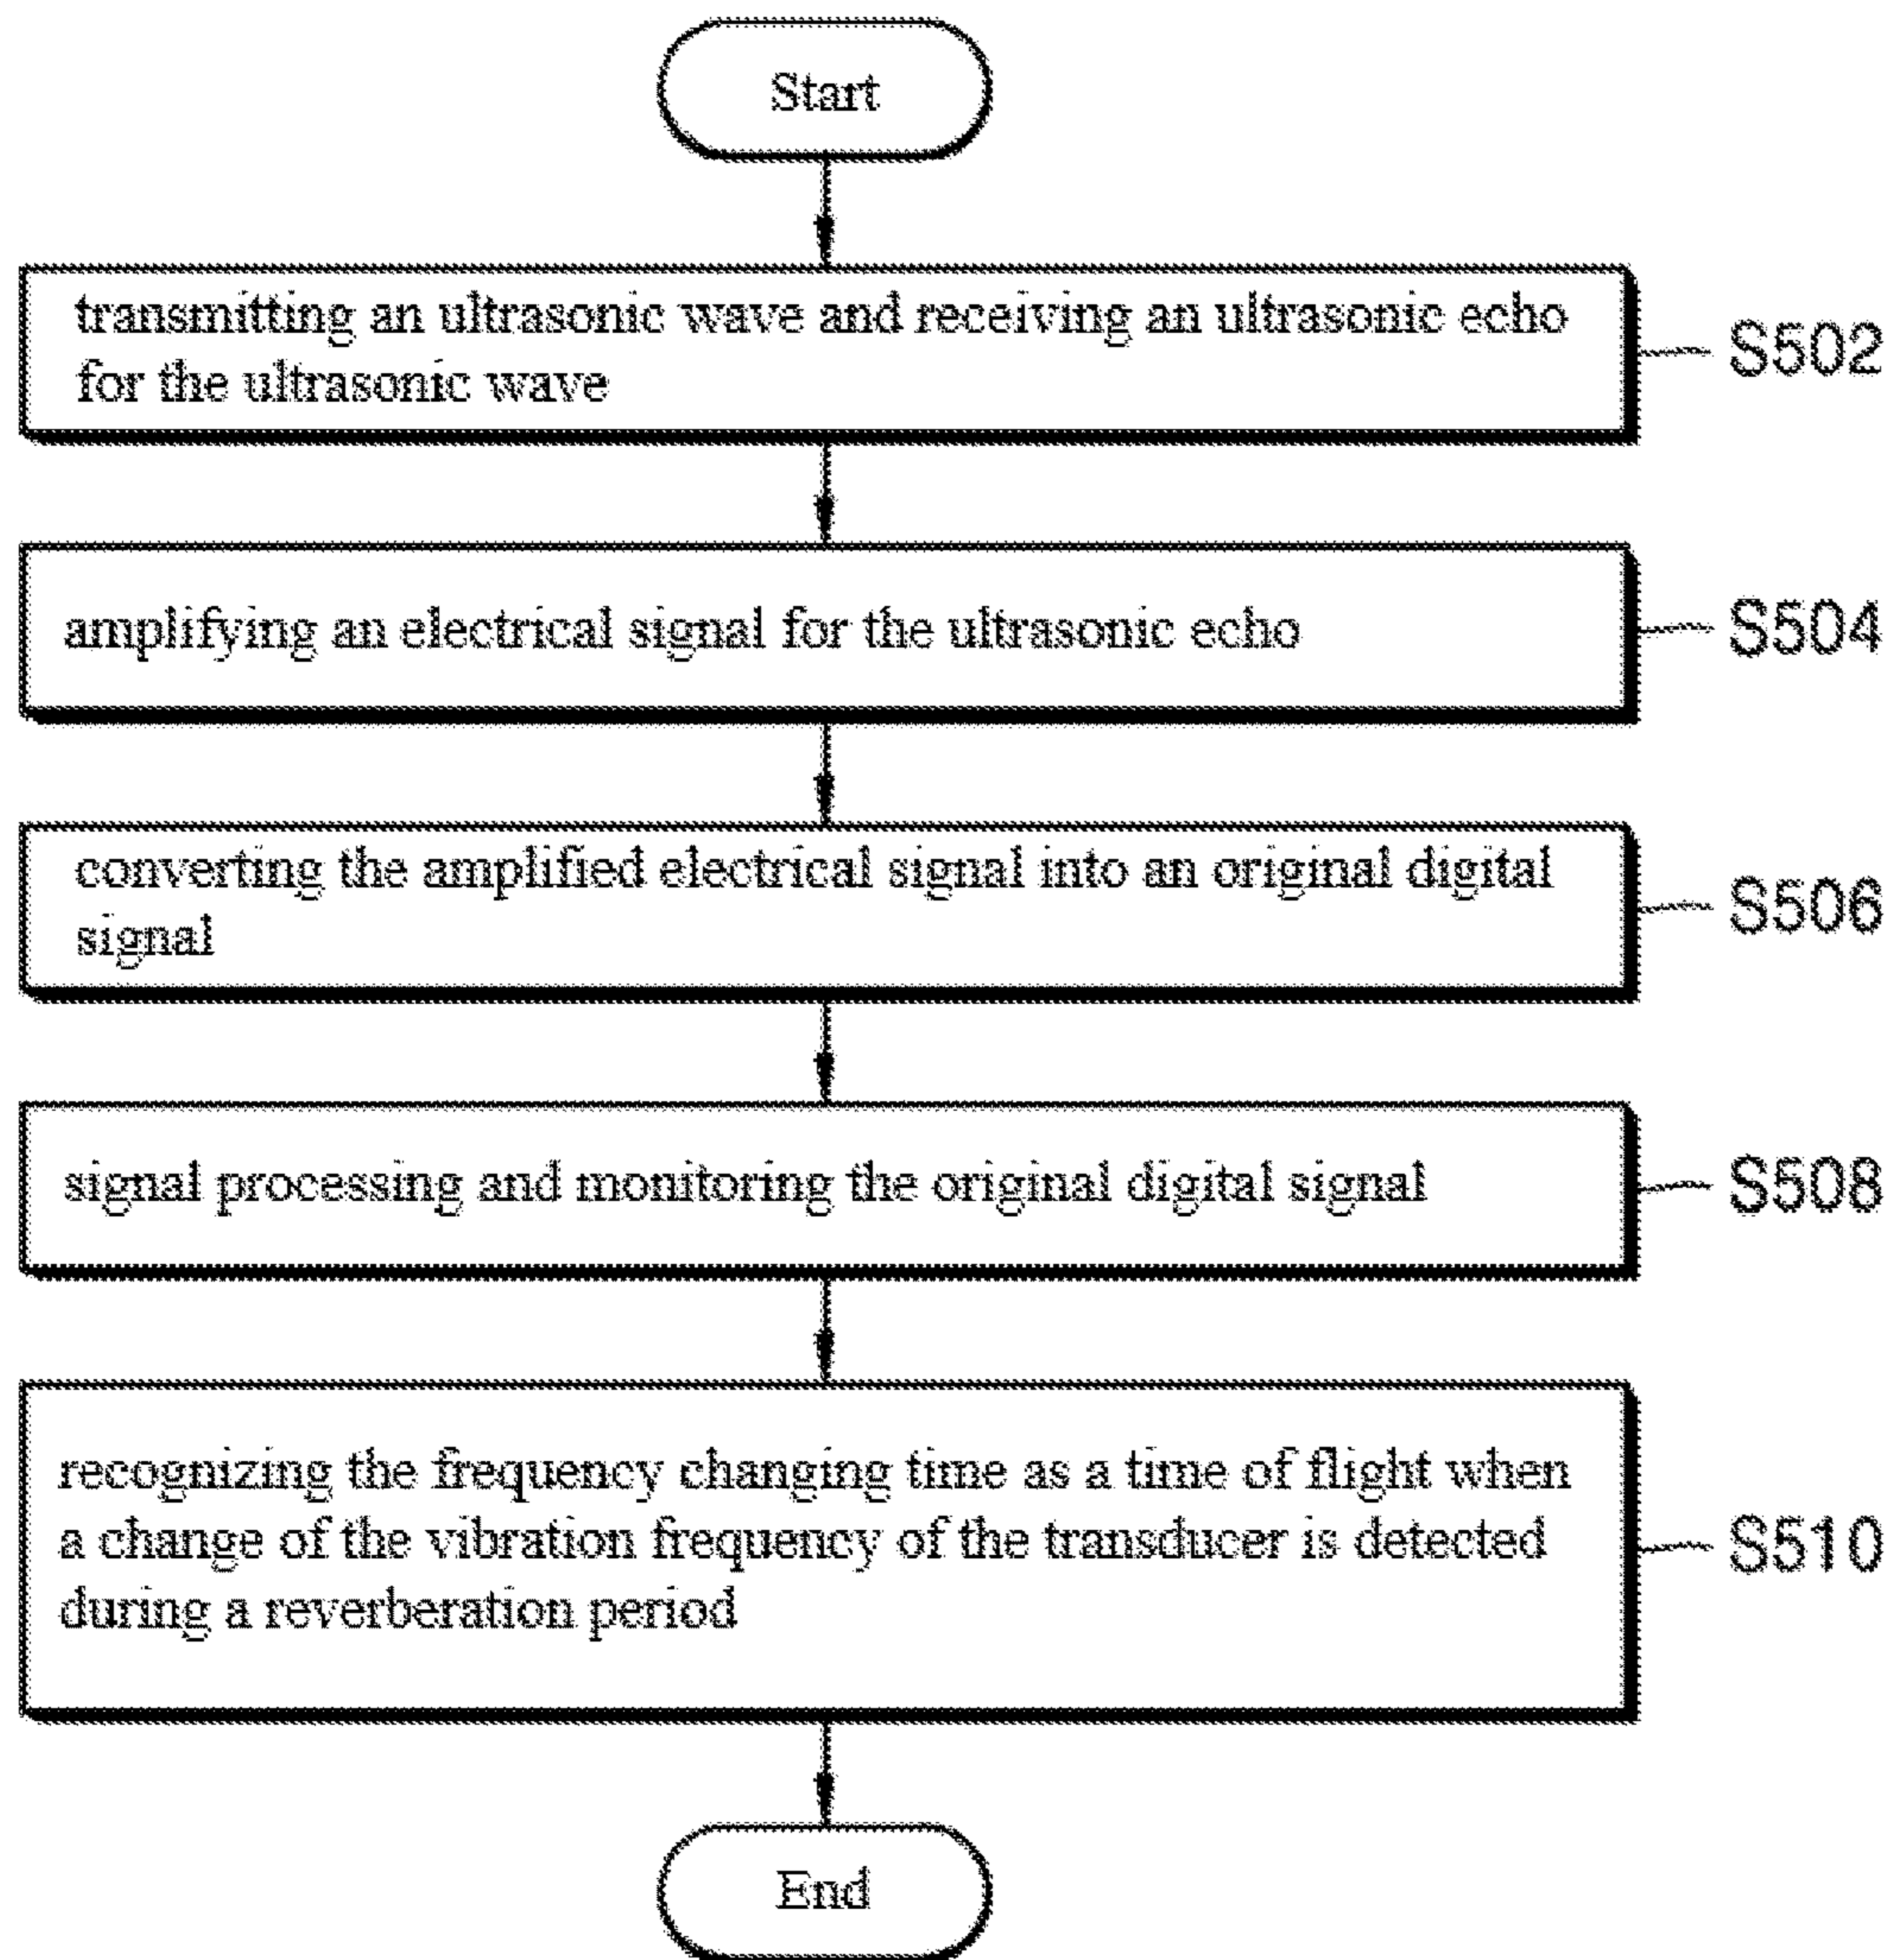 Start
transmitting an ultrasonic wave and receiving an ultrasonic echo
for the ultrasonic wave
S502
amplifying an electrical signal for the ultrasonic echo
S504
converting the amplified electrical signal into an original digital
signal
S506
signal processing and monitoring the original digital signal
S508
recognizing the frequency changing time as a time of flight when
a change of the vibration frequency of the transducer is detected
during a reverberation period
S510
End